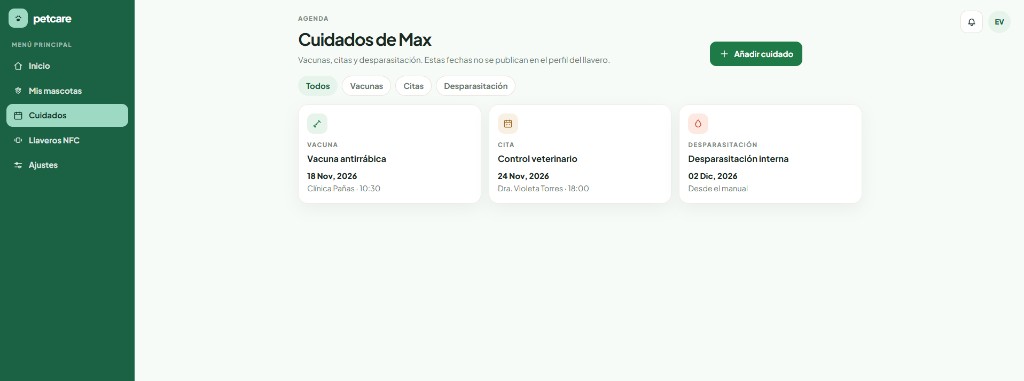 petcare
MENÚ PRINCIPAL
Inicio
Mis mascotas
Cuidados
Llaveros NFC
Ajustes
AGENDA
Cuidados de Max
Vacunas, citas y desparasitación. Estas fechas no se publican en el perfil del llavero.
Añadir cuidado
EV
Todos
Vacunas
Citas
Desparasitación
VACUNA
Vacuna antirrábica
18 Nov, 2026
Clínica Pañas · 10:30
CITA
Control veterinario
24 Nov, 2026
Dra. Violeta Torres · 18:00
DESPARASITACIÓN
Desparasitación interna
02 Dic, 2026
Desde el manual